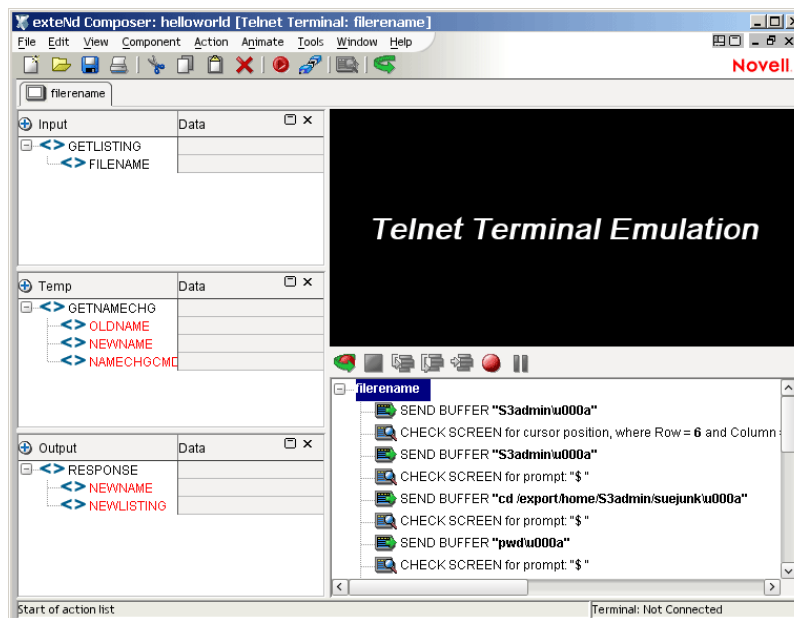 exteNd Composer: helloworld [Telnet Terminal: filerename]
File Edit View Component Action Animate Tools Window Help
Novell
filerename
Input Data
GETLISTING
FILENAME
Temp Data
GETNAMECHG
OLDNAME
NEWNAME
NAMECHGCMD
Output Data
RESPONSE
NEWNAME
NEWLISTING
Telnet Terminal Emulation
filerename
SEND BUFFER "S3admin\u000a"
CHECK SCREEN for cursor position, where Row = 6 and Column =
SEND BUFFER "S3admin\u000a"
CHECK SCREEN for prompt: "$ "
SEND BUFFER "cd /export/home/S3admin/suejunk\u000a"
CHECK SCREEN for prompt: "$ "
SEND BUFFER "pwd\u000a"
CHECK SCREEN for prompt: "$ "
Start of action list
Terminal: Not Connected